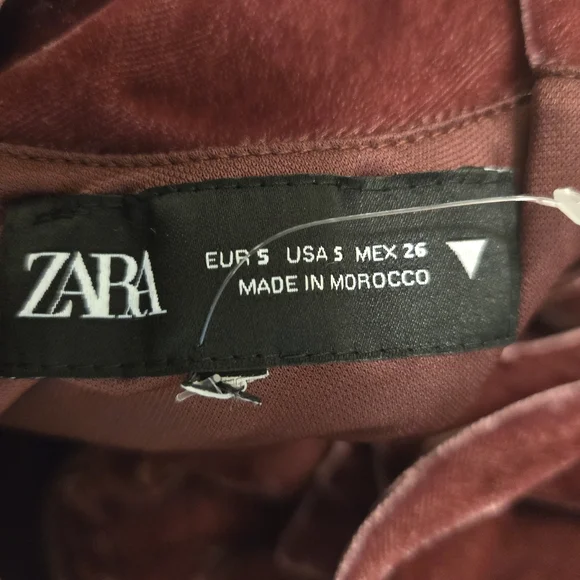 ZARA
EUR S USA S MEX 26
MADE IN MOROCCO